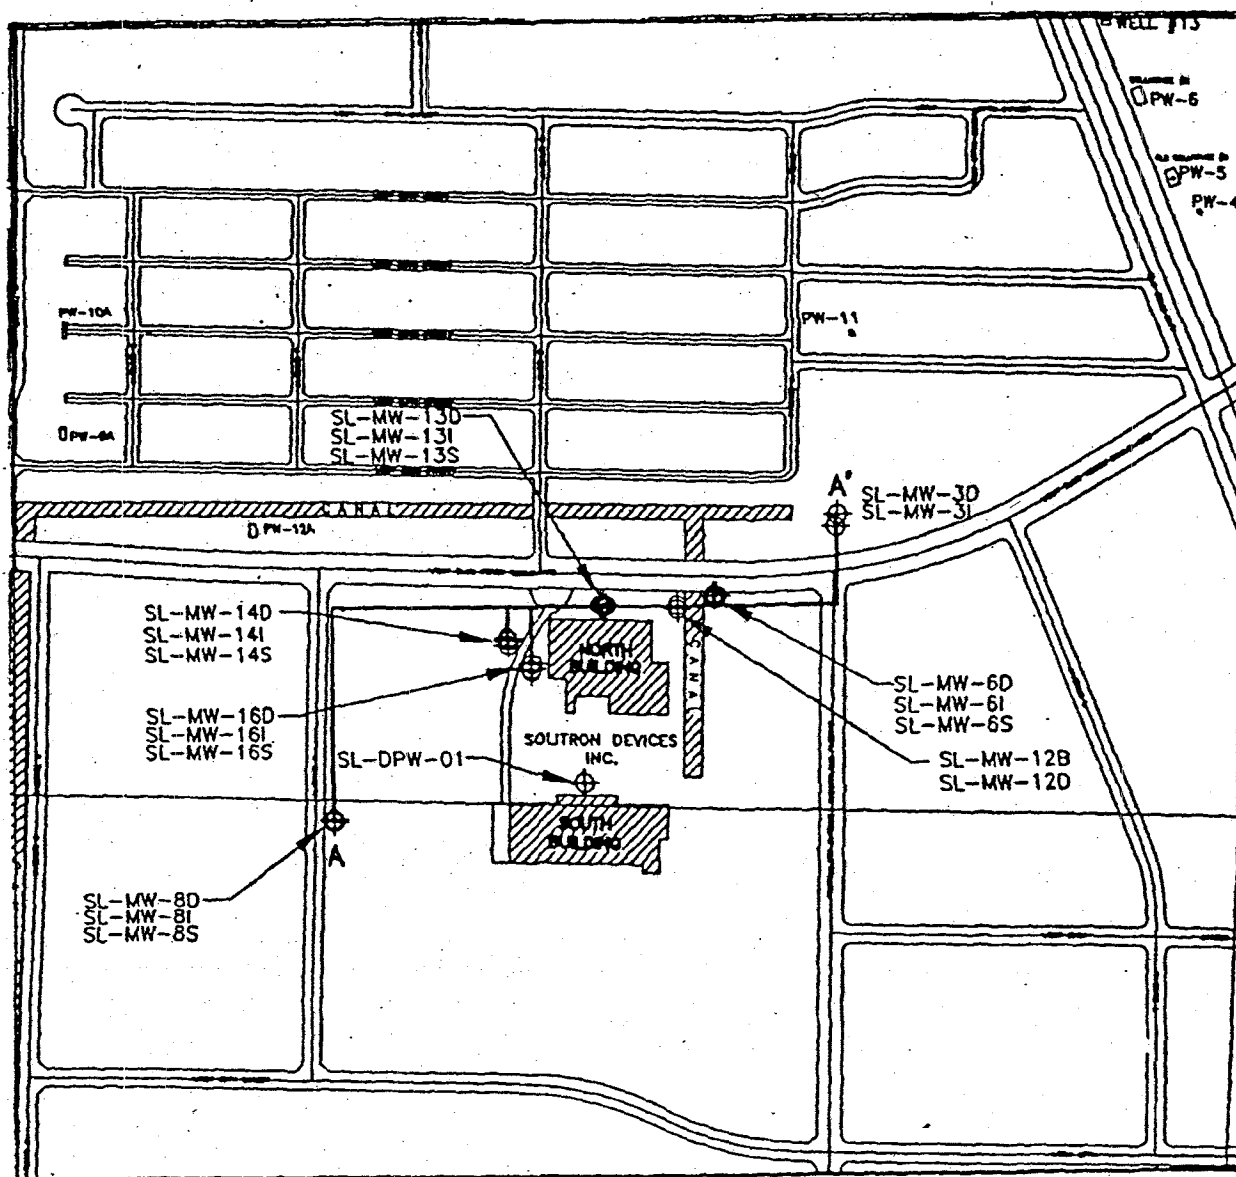 WELL #13
PW-6
PW-5
PW-4
PW-10A
PW-11
SL-MW-13D
SL-MW-13I
SL-MW-13S
PW-9A
A'
SL-MW-3D
SL-MW-3I
CANAL
PW-12A
SL-MW-14D
SL-MW-14I
SL-MW-14S
NORTH
BUILDING
CANAL
SL-MW-6D
SL-MW-6I
SL-MW-6S
SL-MW-16D
SL-MW-16I
SL-MW-16S
SOLITRON DEVICES
INC.
SL-DPW-01
SL-MW-12B
SL-MW-12D
SOUTH
BUILDING
A
SL-MW-8D
SL-MW-8I
SL-MW-8S